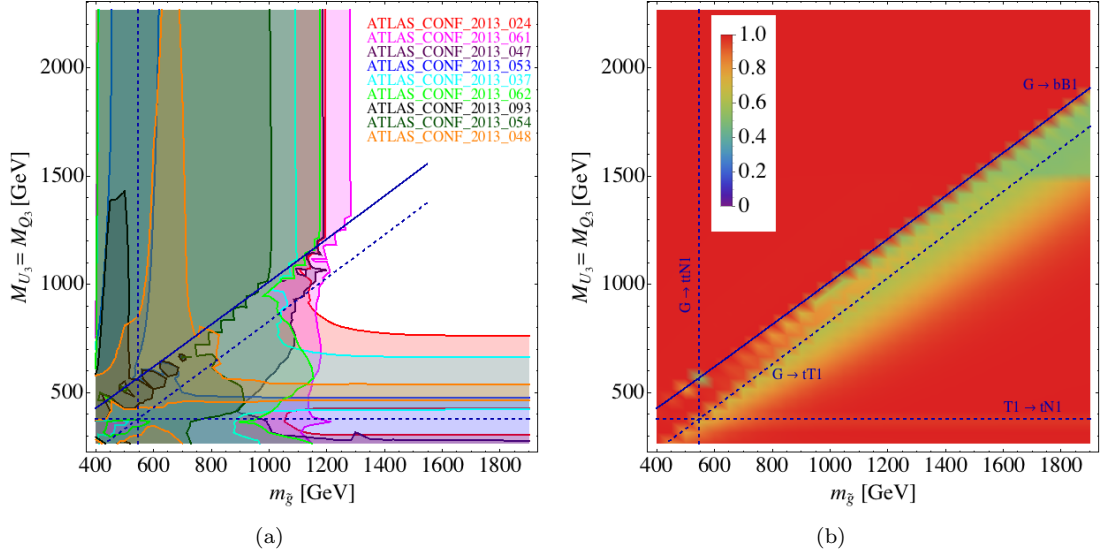 ATLAS_CONF_2013_024
ATLAS_CONF_2013_061
ATLAS_CONF_2013_047
ATLAS_CONF_2013_053
ATLAS_CONF_2013_037
ATLAS_CONF_2013_062
ATLAS_CONF_2013_093
ATLAS_CONF_2013_054
ATLAS_CONF_2013_048
2000
1500
1000
500
M_{U_3} = M_{Q_3} [GeV]
400 600 800 1000 1200 1400 1600 1800
m_{\tilde{g}} [GeV]
(a)
1.0
0.8
0.6
0.4
0.2
0
G → bB1
G → ttN1
G → tT1
T1 → tN1
2000
1500
1000
500
M_{U_3} = M_{Q_3} [GeV]
400 600 800 1000 1200 1400 1600 1800
m_{\tilde{g}} [GeV]
(b)